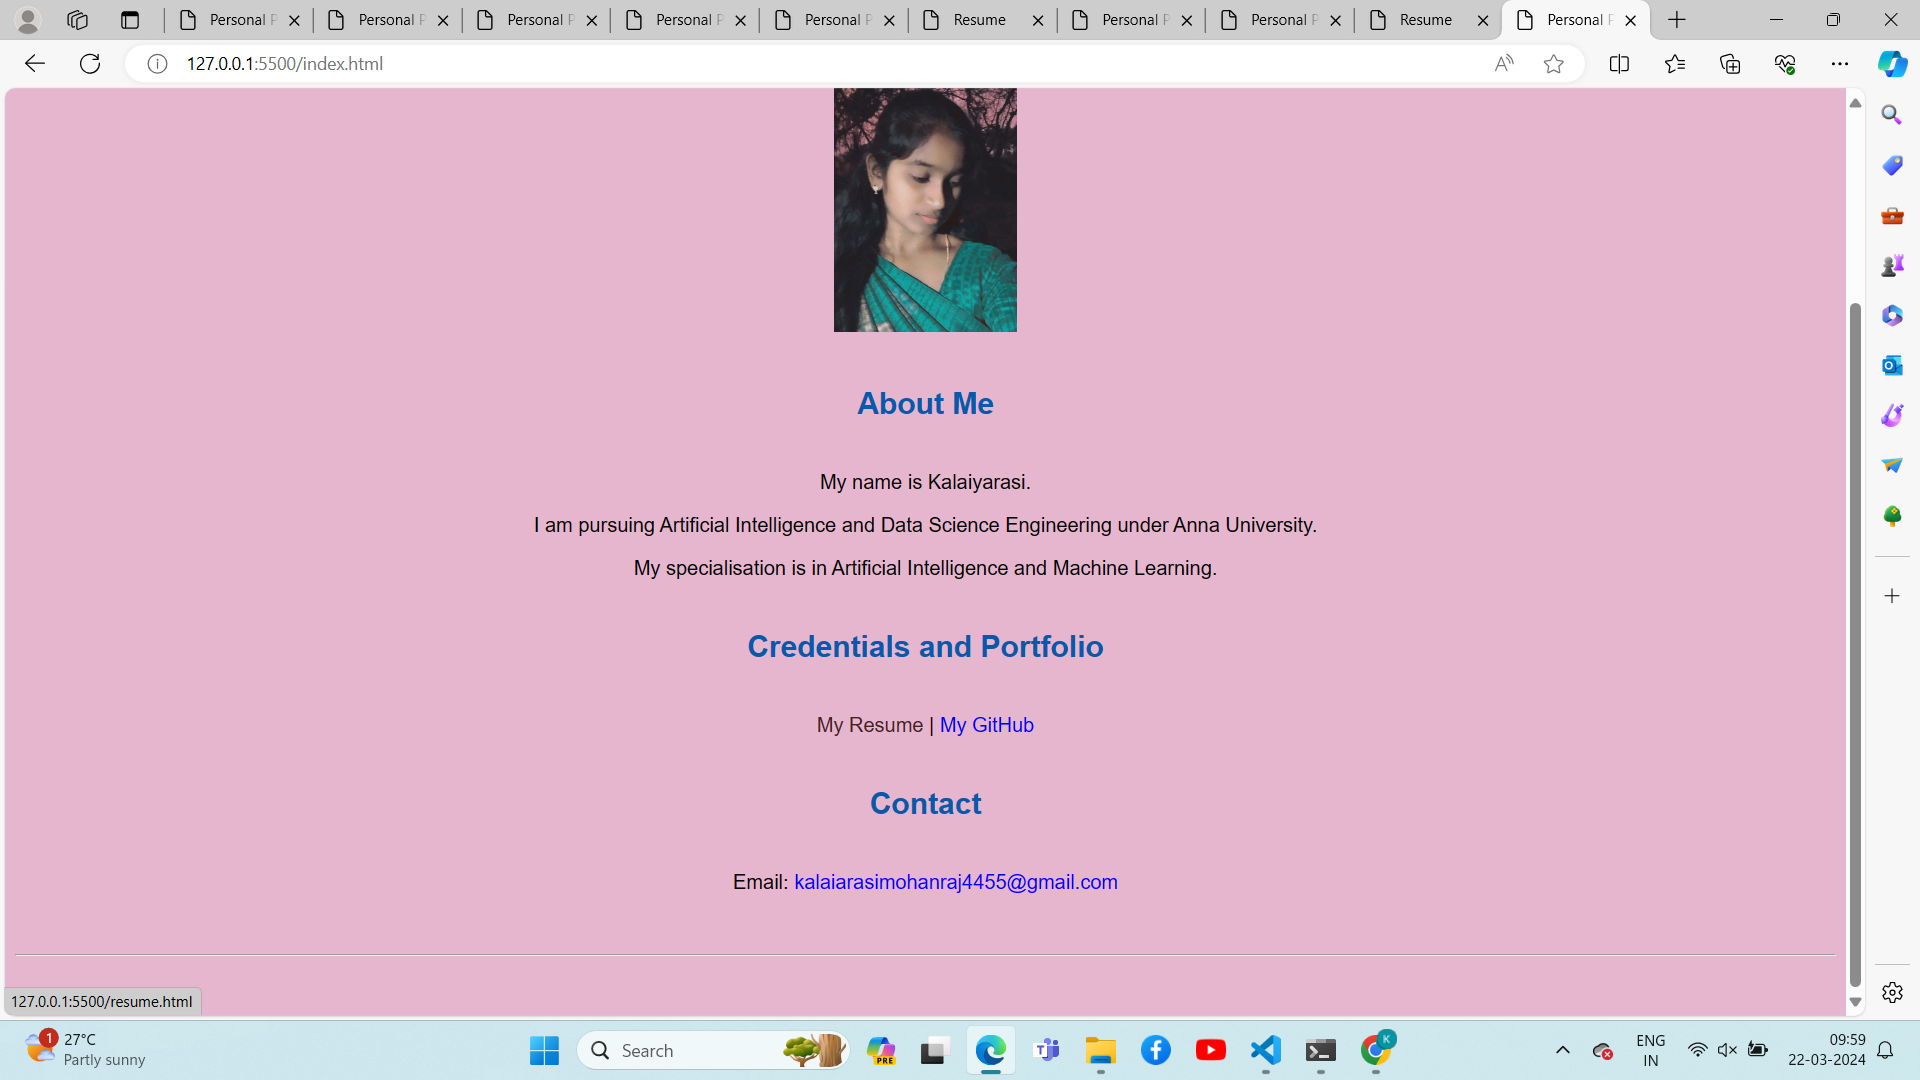 Personal P
Personal P
Personal P
Personal P
Personal P
Resume
Personal P
Personal P
Resume
Personal P
127.0.0.1:5500/index.html
About Me
My name is Kalaiyarasi.
I am pursuing Artificial Intelligence and Data Science Engineering under Anna University.
My specialisation is in Artificial Intelligence and Machine Learning.
Credentials and Portfolio
My Resume | My GitHub
Contact
Email: kalaiarasimohanraj4455@gmail.com
127.0.0.1:5500/resume.html
1
27°C
Partly sunny
Search
PRE
K
ENG
IN
09:59
22-03-2024